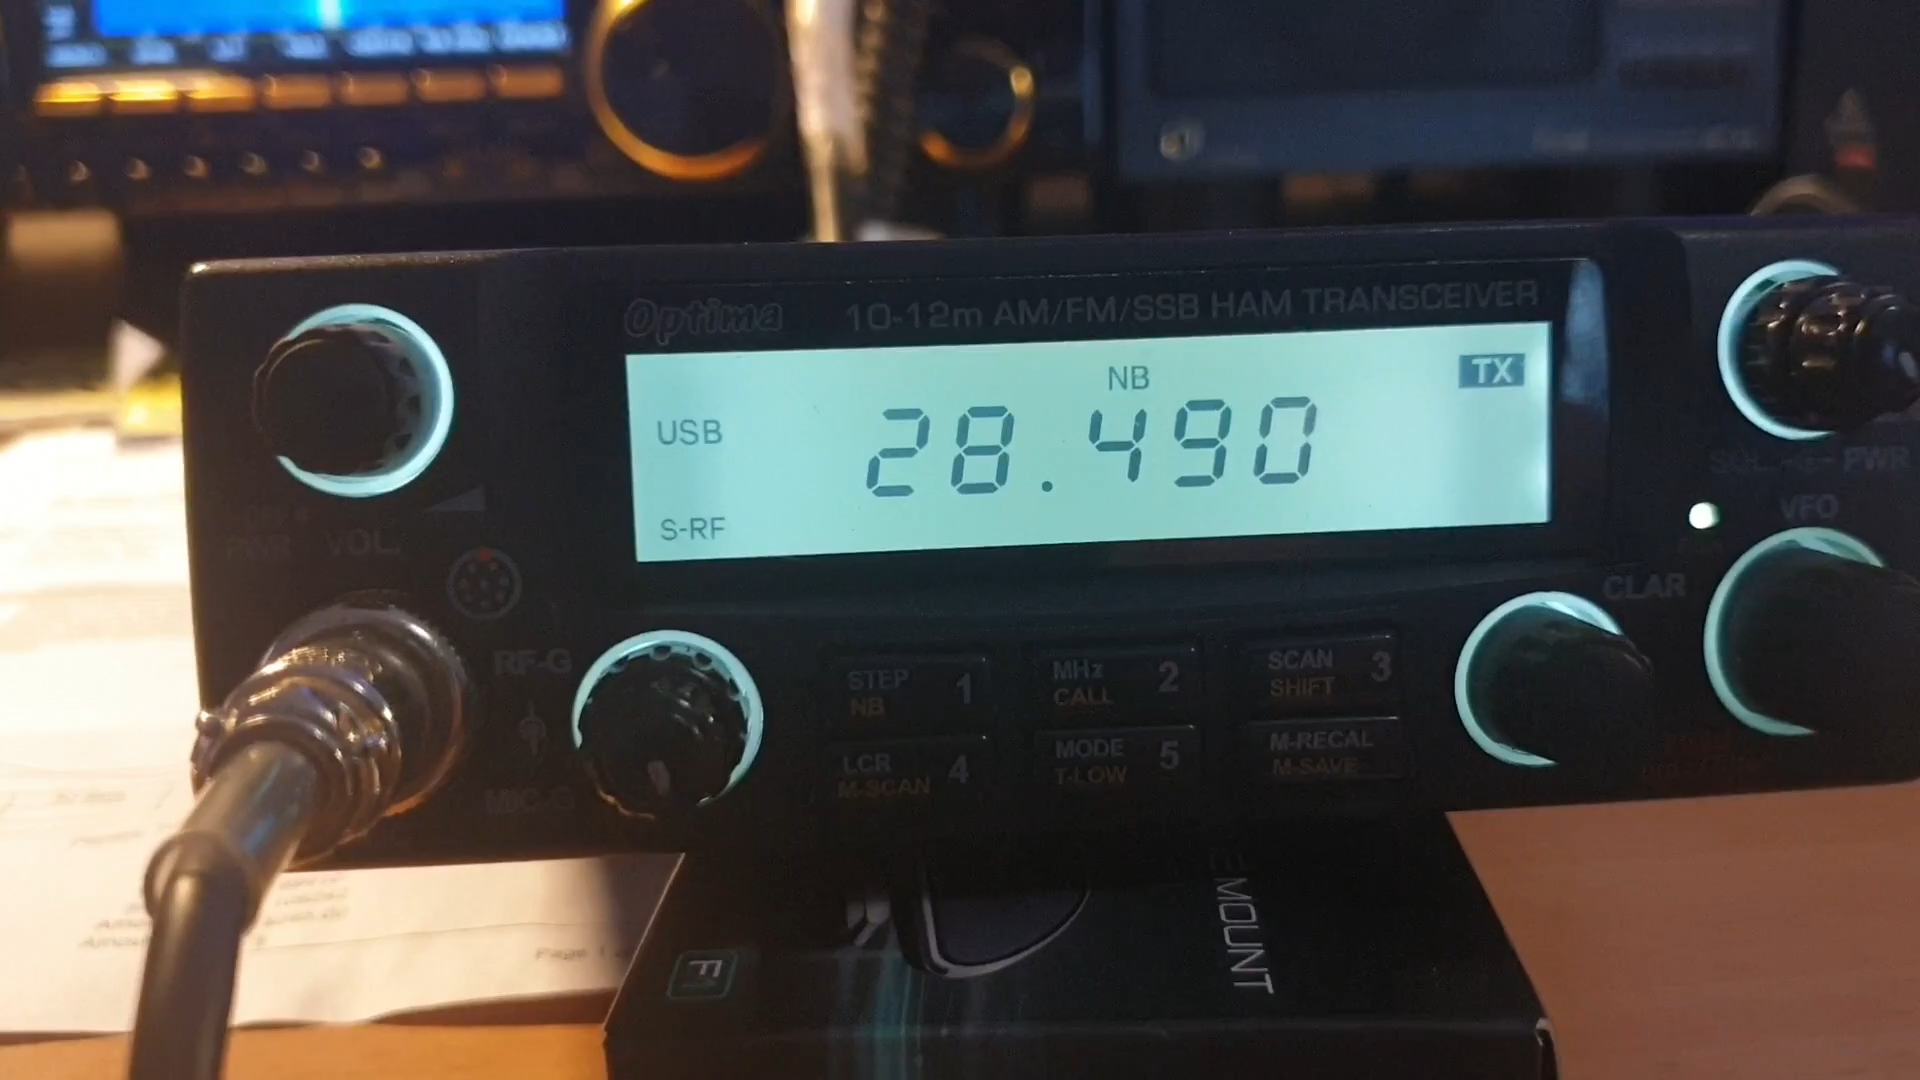 Optima 10-12m AM/FM/SSB HAM TRANSCEIVER
NB TX
USB 28.490
S-RF
PWR
VFO
PWR VOL
CLAR
RF-G
STEP 1 MHz 2 SCAN 3
NB CALL SHIFT
LCR 4 MODE 5 M-RECAL
M-SCAN T-LOW M-SAVE
MIC-G
MOUNT
Page